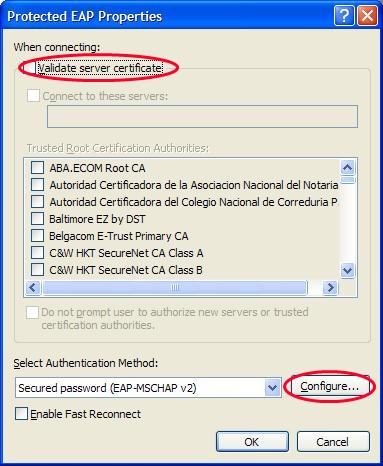 Protected EAP Properties
When connecting:
Validate server certificate
Connect to these servers:
Trusted Root Certification Authorities:
ABA.ECOM Root CA
Autoridad Certificadora de la Asociacion Nacional del Notaria
Autoridad Certificadora del Colegio Nacional de Correduria P
Baltimore EZ by DST
Belgacom E-Trust Primary CA
C&W HKT SecureNet CA Class A
C&W HKT SecureNet CA Class B
Do not prompt user to authorize new servers or trusted
certification authorities.
Select Authentication Method:
Secured password (EAP-MSCHAP v2)
Configure...
Enable Fast Reconnect
OK
Cancel